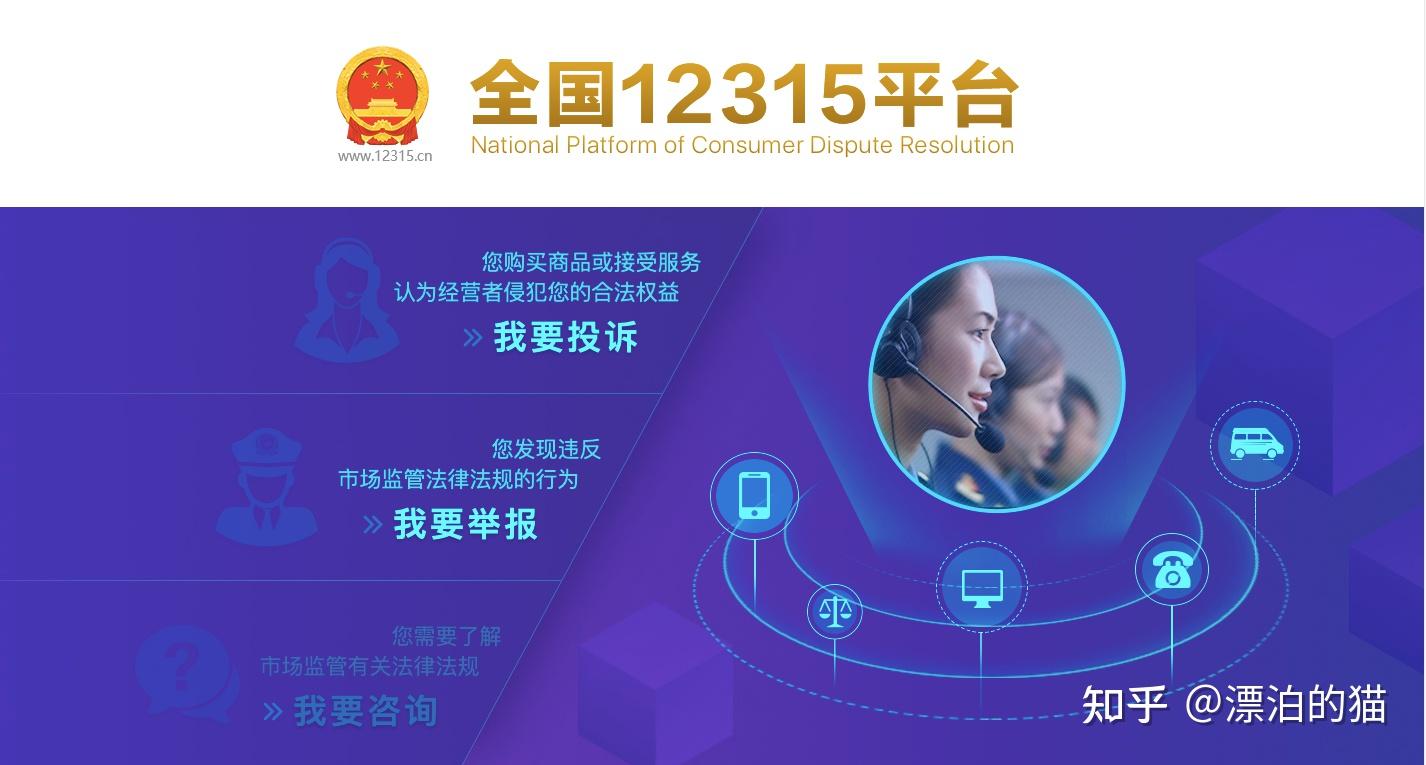 全国12315平台
National Platform of Consumer Dispute Resolution
www.12315.cn
您购买商品或接受服务
认为经营者侵犯您的合法权益
» 我要投诉
您发现违反
市场监管法律法规的行为
» 我要举报
您需要了解
市场监管有关法律法规
» 我要咨询
?
知乎 @漂泊的猫